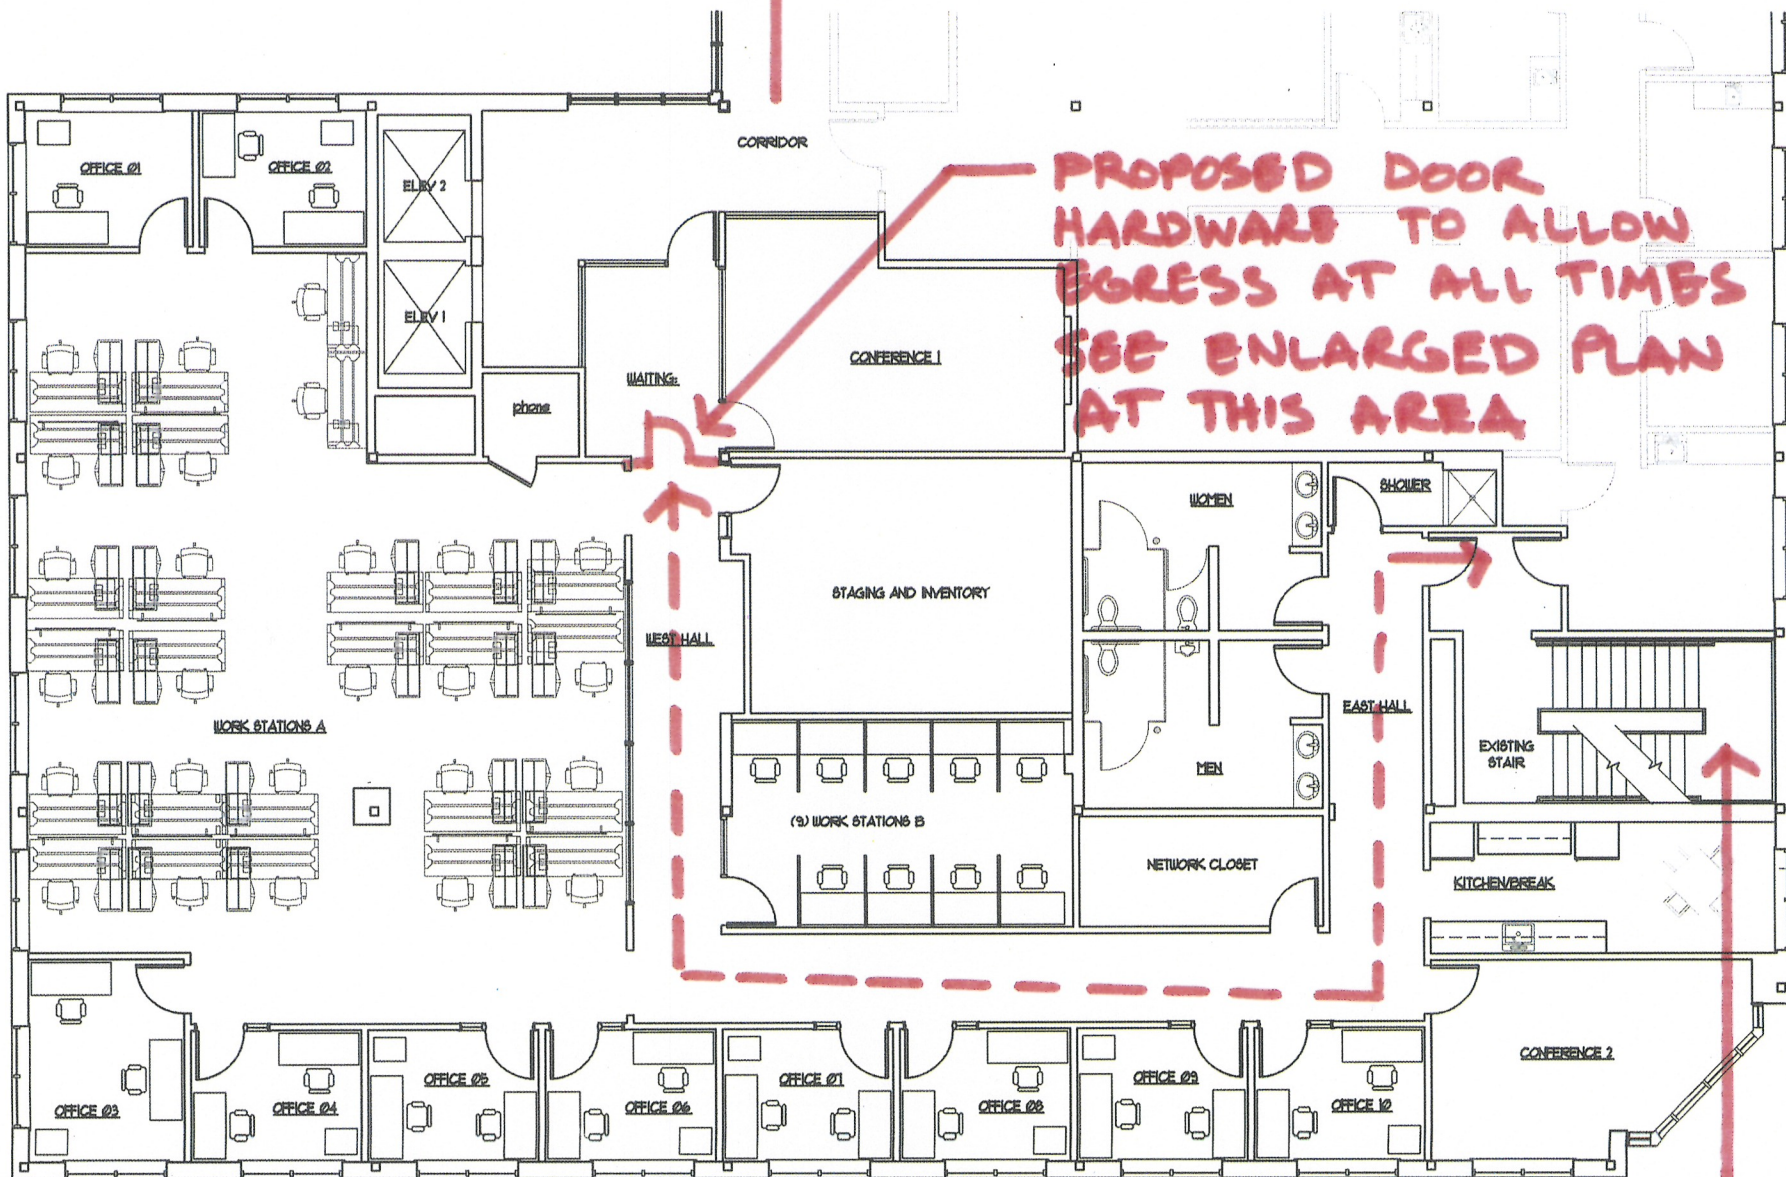 CORRIDOR
PROPOSED DOOR
HARDWARE TO ALLOW
EGRESS AT ALL TIMES
SEE ENLARGED PLAN
AT THIS AREA
OFFICE 01
OFFICE 02
ELEV 2
ELEV 1
CONFERENCE 1
WAITING:
phone
WOMEN
SHOWER
STAGING AND INVENTORY
WEST HALL
EAST HALL
WORK STATIONS A
EXISTING
STAIR
MEN
(9) WORK STATIONS B
NETWORK CLOSET
KITCHEN/BREAK
CONFERENCE 2
OFFICE 03
OFFICE 04
OFFICE 05
OFFICE 06
OFFICE 07
OFFICE 08
OFFICE 09
OFFICE 10